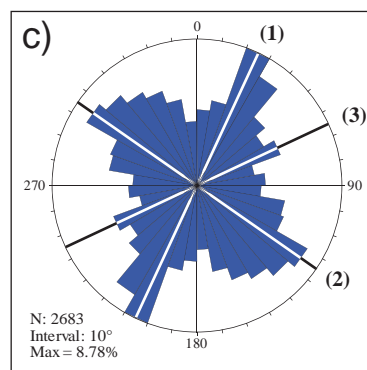 c)
0
(1)
(3)
270
90
(2)
N: 2683
Interval: 10°
Max = 8.78%
180